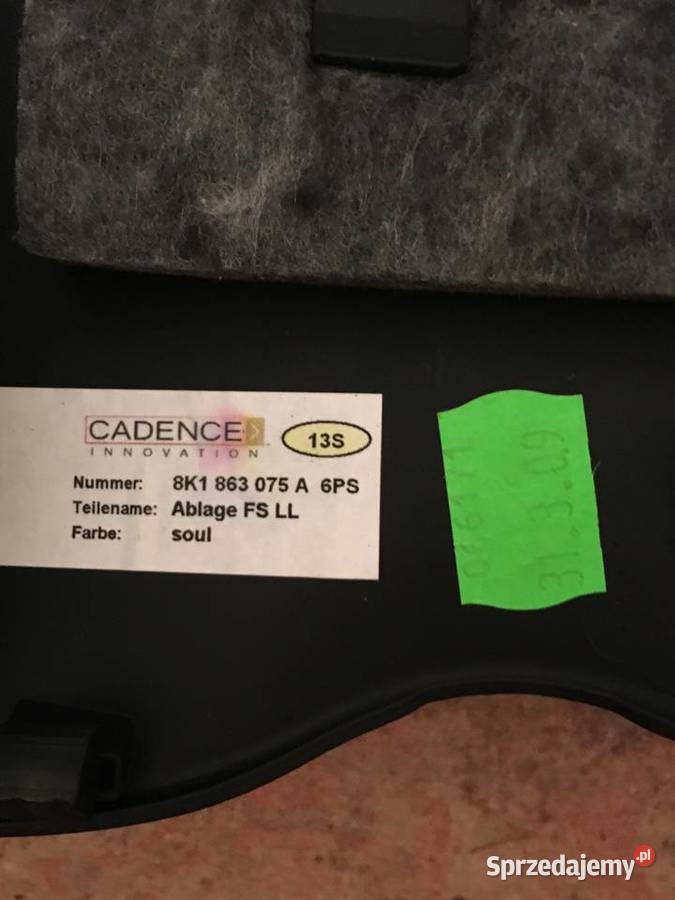 CADENCE
INNOVATION
13S
Nummer: 8K1 863 075 A 6PS
Teilename: Ablage FS LL
Farbe: soul
31.3.09
Sprzedajemy.pl